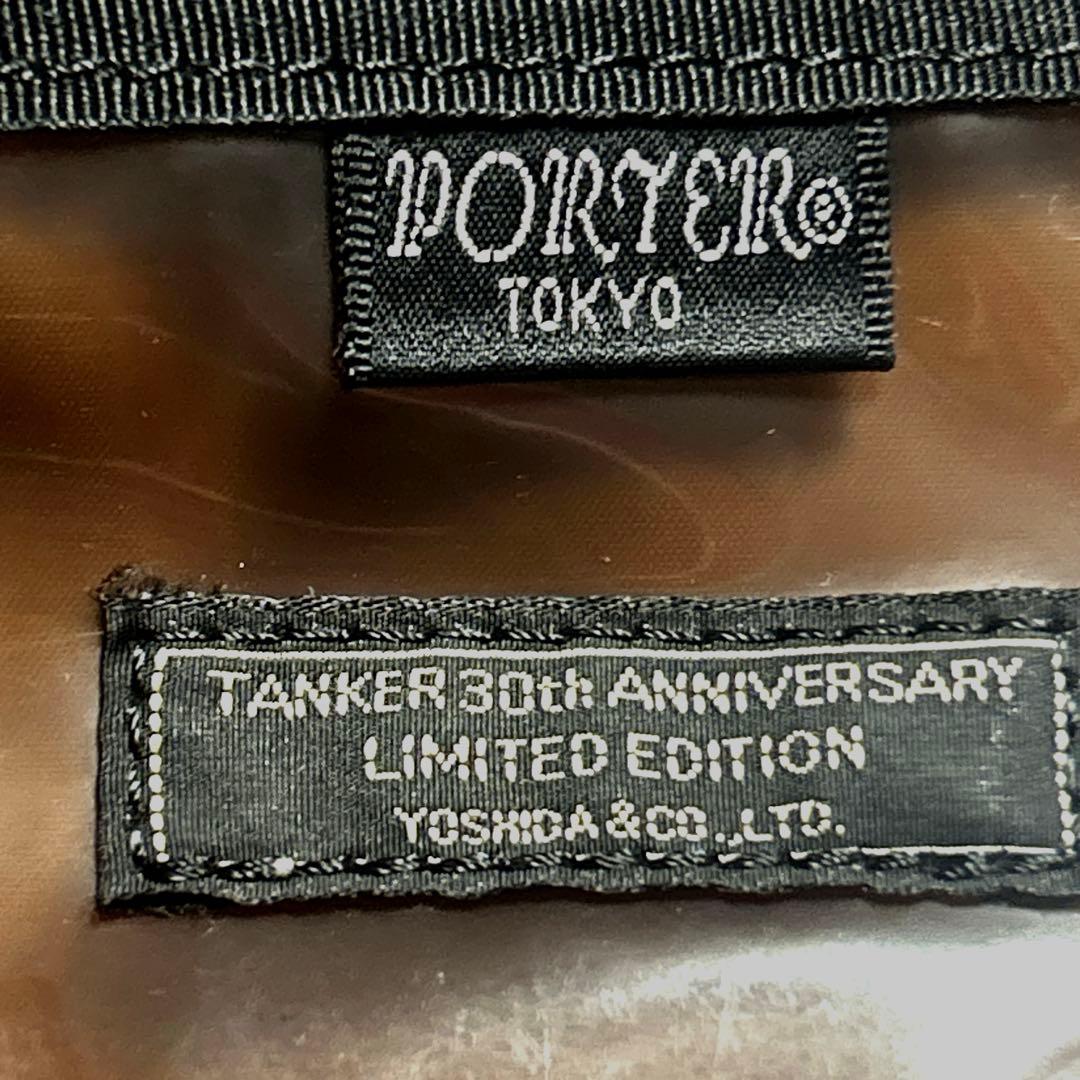 PORTER®
TOKYO
TANKER 30th ANNIVERSARY
LIMITED EDITION
YOSHIDA & CO.,LTD.